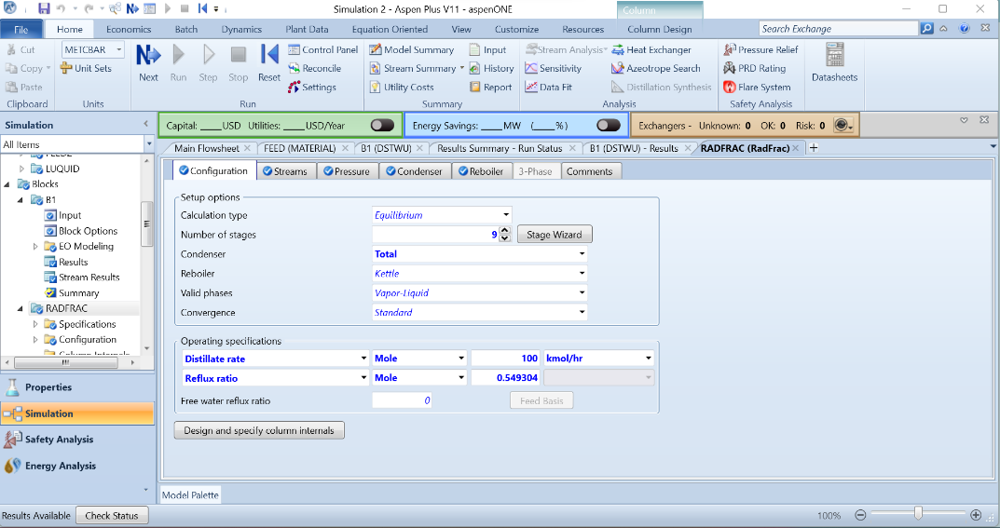 Simulation 2 - Aspen Plus V11 - aspenONE
Column
File Home Economics Batch Dynamics Plant Data Equation Oriented View Customize Resources Column Design Search Exchange
Cut METCBAR Control Panel Model Summary Input Stream Analysis Heat Exchanger Pressure Relief
Copy Unit Sets Next Run Step Stop Reset Reconcile Stream Summary History Sensitivity Azeotrope Search PRD Rating Datasheets
Paste Settings Utility Costs Report Data Fit Distillation Synthesis Flare System
Clipboard Units Run Summary Analysis Safety Analysis
Simulation
Capital: ____USD Utilities: ____USD/Year Energy Savings: ____MW (____%) Exchangers - Unknown: 0 OK: 0 Risk: 0
All Items
Main Flowsheet FEED (MATERIAL) B1 (DSTWU) Results Summary - Run Status B1 (DSTWU) - Results RADFRAC (RadFrac) +
FEED2
LUQUID
Blocks
B1
Input
Block Options
EO Modeling
Results
Stream Results
Summary
RADFRAC
Specifications
Configuration
Column Internals
Configuration Streams Pressure Condenser Reboiler 3-Phase Comments
Setup options
Calculation type Equilibrium
Number of stages 9 Stage Wizard
Condenser Total
Reboiler Kettle
Valid phases Vapor-Liquid
Convergence Standard
Operating specifications
Distillate rate Mole 100 kmol/hr
Reflux ratio Mole 0.549304
Free water reflux ratio 0 Feed Basis
Design and specify column internals
Properties
Simulation
Safety Analysis
Energy Analysis
Model Palette
Results Available Check Status 100%